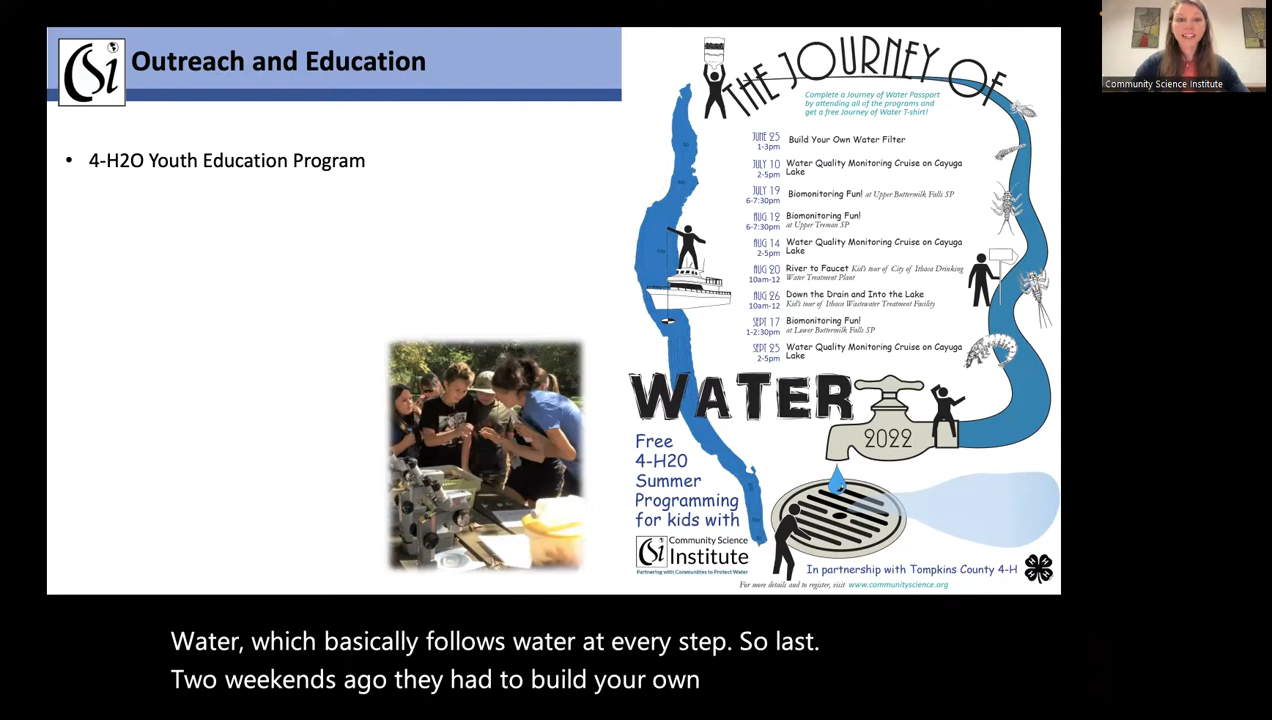 CSi
Outreach and Education
• 4-H2O Youth Education Program
THE JOURNEY OF
Complete a Journey of Water Passport
by attending all of the programs and
get a free Journey of Water T-shirt!
JUNE 25
1-3pm
Build Your Own Water Filter
JULY 10
2-5pm
Water Quality Monitoring Cruise on Cayuga
Lake
JULY 19
6-7:30pm
Biomonitoring Fun! at Upper Buttermilk Falls SP
AUG 12
6-7:30pm
Biomonitoring Fun!
at Upper Treman SP
AUG 14
2-5pm
Water Quality Monitoring Cruise on Cayuga
Lake
AUG 20
10am-12
River to Faucet Kid's tour of City of Ithaca Drinking
Water Treatment Plant
AUG 26
10am-12
Down the Drain and Into the Lake
Kid's tour of Ithaca Wastewater Treatment Facility
SEPT 17
1-2:30pm
Biomonitoring Fun!
at Lower Buttermilk Falls SP
SEPT 25
2-5pm
Water Quality Monitoring Cruise on Cayuga
Lake
WATER
2022
Free
4-H20
Summer
Programming
for kids with
CSi
Community Science
Institute
Partnering with Communities to Protect Water
In partnership with Tompkins County 4-H
For more details and to register, visit www.communityscience.org
Community Science Institute
Water, which basically follows water at every step. So last.
Two weekends ago they had to build your own